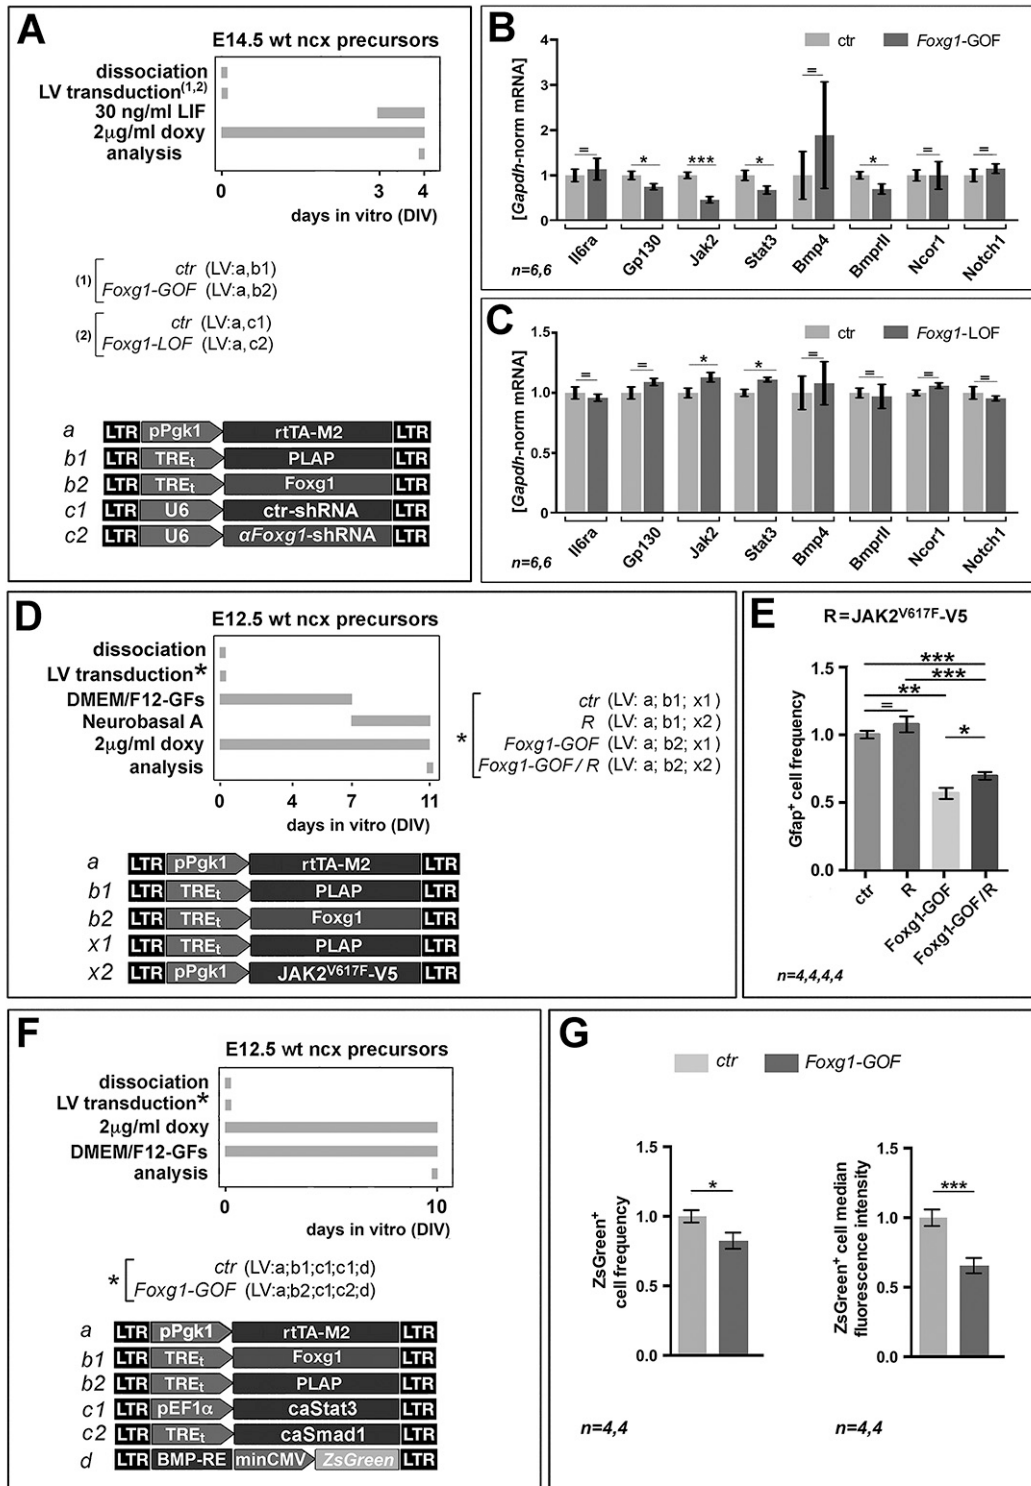 A
E14.5 wt ncx precursors
dissociation
LV transduction(1,2)
30 ng/ml LIF
2μg/ml doxy
analysis
0 3 4
days in vitro (DIV)
(1) ctr (LV:a,b1)
Foxg1-GOF (LV:a,b2)
(2) ctr (LV:a,c1)
Foxg1-LOF (LV:a,c2)
a LTR pPgk1 rtTA-M2 LTR
b1 LTR TREt PLAP LTR
b2 LTR TREt Foxg1 LTR
c1 LTR U6 ctr-shRNA LTR
c2 LTR U6 αFoxg1-shRNA LTR
B
ctr Foxg1-GOF
[Gapdh-norm mRNA]
4
3
2
1
0
= * *** * = * = =
Il6ra Gp130 Jak2 Stat3 Bmp4 BmprII Ncor1 Notch1
n=6,6
C
ctr Foxg1-LOF
[Gapdh-norm mRNA]
1.5
1.0
0.5
0
= = * * = = = =
Il6ra Gp130 Jak2 Stat3 Bmp4 BmprII Ncor1 Notch1
n=6,6
D
E12.5 wt ncx precursors
dissociation
LV transduction*
DMEM/F12-GFs
Neurobasal A
2μg/ml doxy
analysis
0 4 7 11
days in vitro (DIV)
* ctr (LV: a; b1; x1)
R (LV: a; b1; x2)
Foxg1-GOF (LV: a; b2; x1)
Foxg1-GOF/R (LV: a; b2; x2)
a LTR pPgk1 rtTA-M2 LTR
b1 LTR TREt PLAP LTR
b2 LTR TREt Foxg1 LTR
x1 LTR TREt PLAP LTR
x2 LTR pPgk1 JAK2V617F-V5 LTR
E
R=JAK2V617F-V5
Gfap+ cell frequency
1.5
1.0
0.5
0.0
***
***
**
=
*
ctr R Foxg1-GOF Foxg1-GOF/R
n=4,4,4,4
F
E12.5 wt ncx precursors
dissociation
LV transduction*
2μg/ml doxy
DMEM/F12-GFs
analysis
0 10
days in vitro (DIV)
* ctr (LV:a;b1;c1;c1;d)
Foxg1-GOF (LV:a;b2;c1;c2;d)
a LTR pPgk1 rtTA-M2 LTR
b1 LTR TREt Foxg1 LTR
b2 LTR TREt PLAP LTR
c1 LTR pEF1α caStat3 LTR
c2 LTR TREt caSmad1 LTR
d LTR BMP-RE minCMV ZsGreen LTR
G
ctr Foxg1-GOF
ZsGreen+
cell frequency
1.5
1.0
0.5
0.0
*
n=4,4
ZsGreen+ cell median
fluorescence intensity
1.5
1.0
0.5
0.0
***
n=4,4